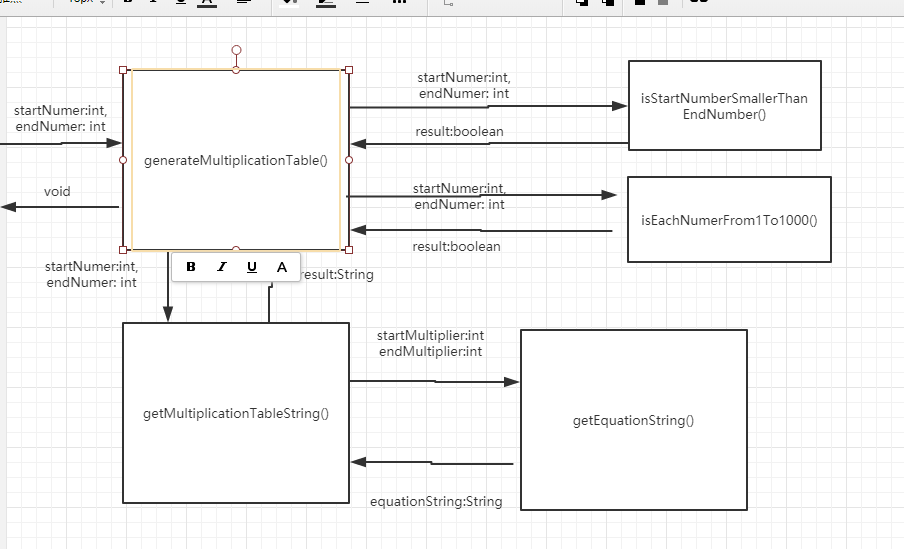 B I U A
startNumer:int,
endNumer: int
void
generateMultiplicationTable()
startNumer:int,
endNumer: int
result:boolean
isStartNumberSmallerThan
EndNumber()
startNumer:int,
endNumer: int
result:boolean
isEachNumerFrom1To1000()
startNumer:int,
endNumer: int
B I U A
result:String
getMultiplicationTableString()
startMultiplier:int
endMultiplier:int
equationString:String
getEquationString()